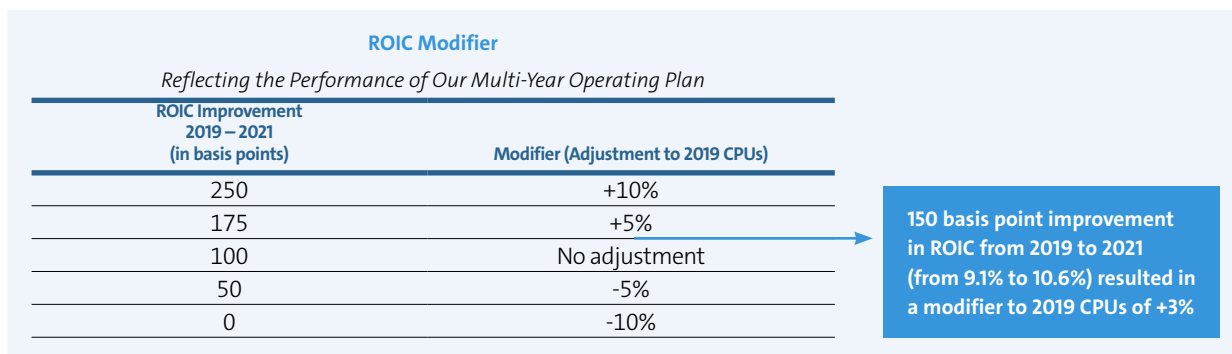 ROIC Modifier
Reflecting the Performance of Our Multi-Year Operating Plan
ROIC Improvement
2019 – 2021
(in basis points)
Modifier (Adjustment to 2019 CPUs)
250 +10%
175 +5%
100 No adjustment
50 -5%
0 -10%
150 basis point improvement
in ROIC from 2019 to 2021
(from 9.1% to 10.6%) resulted in
a modifier to 2019 CPUs of +3%